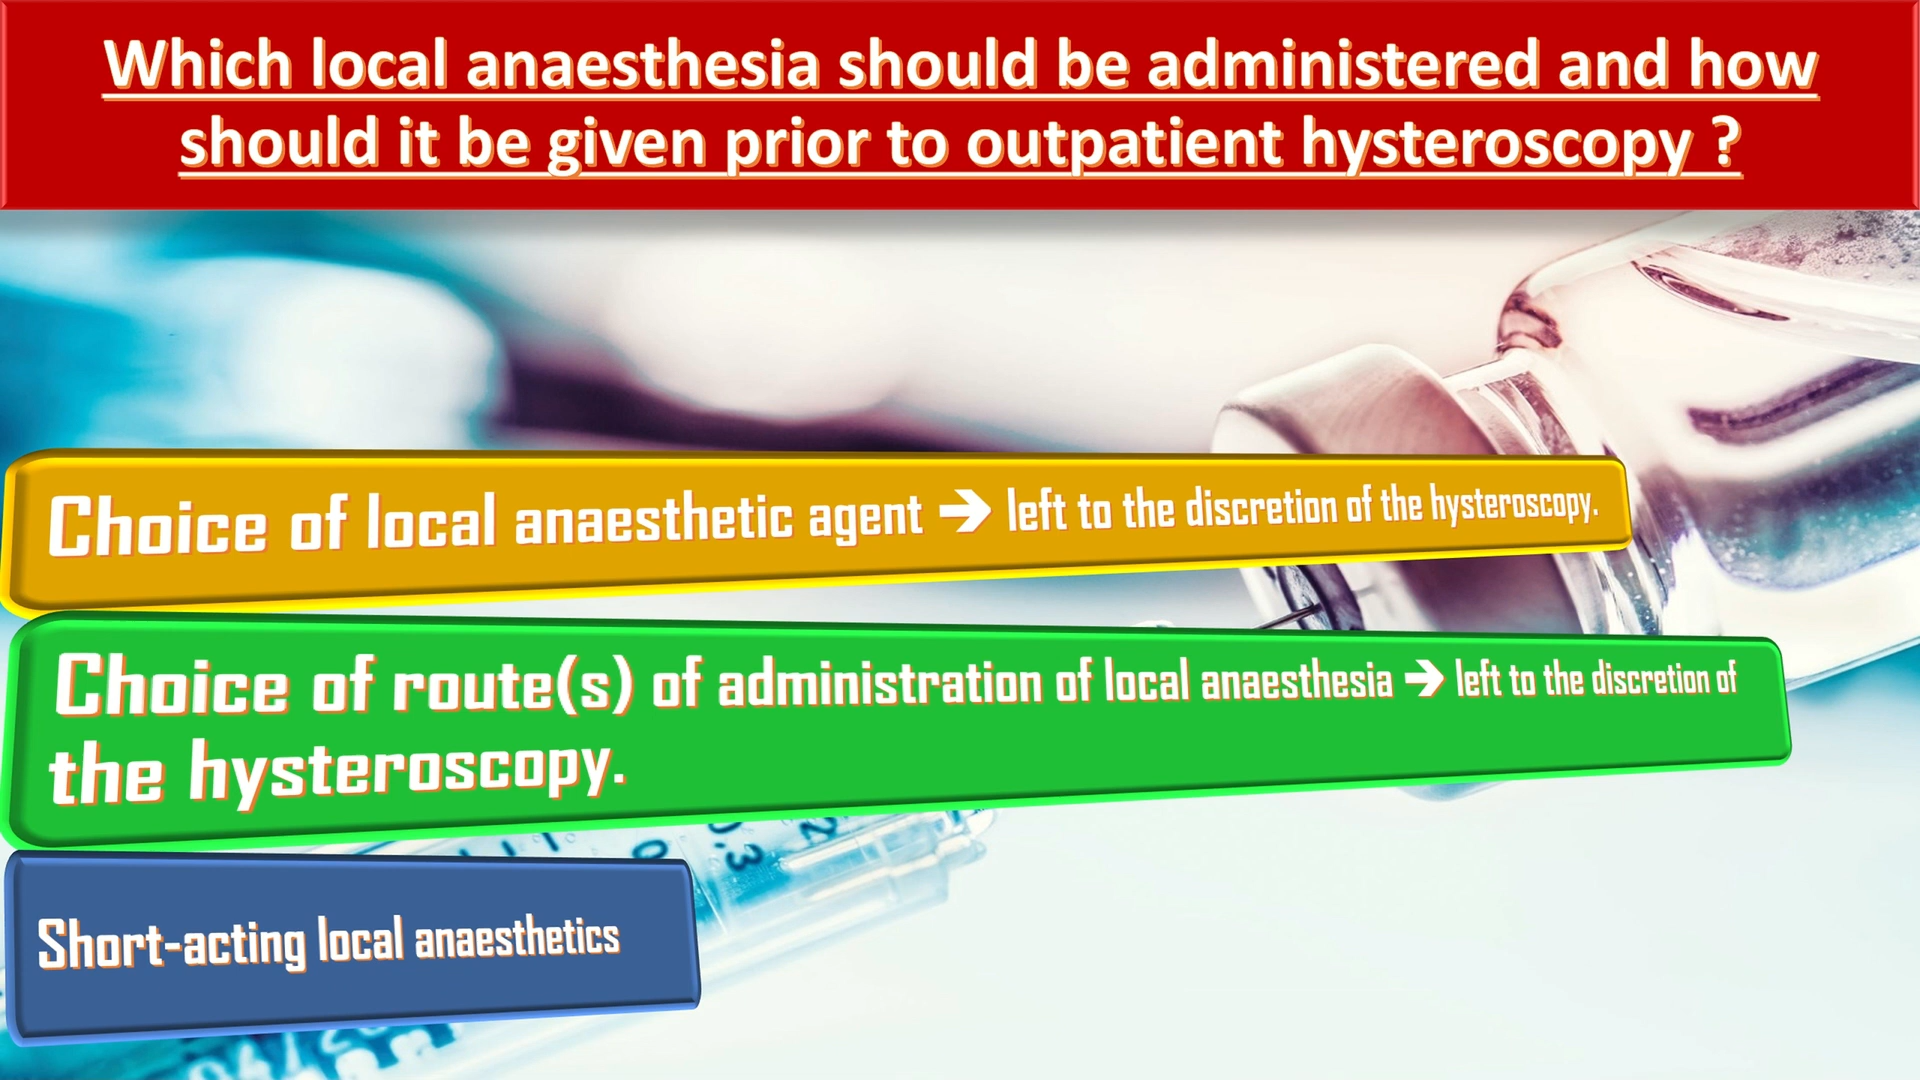 Which local anaesthesia should be administered and how
should it be given prior to outpatient hysteroscopy ?
Choice of local anaesthetic agent → left to the discretion of the hysteroscopy.
Choice of route(s) of administration of local anaesthesia → left to the discretion of
the hysteroscopy.
Short-acting local anaesthetics